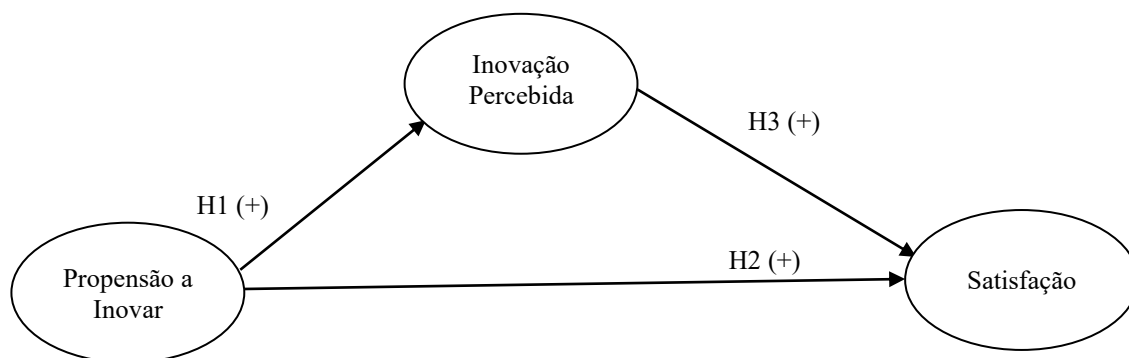 Inovação
Percebida
H3 (+)
H1 (+)
H2 (+)
Propensão a
Inovar
Satisfação